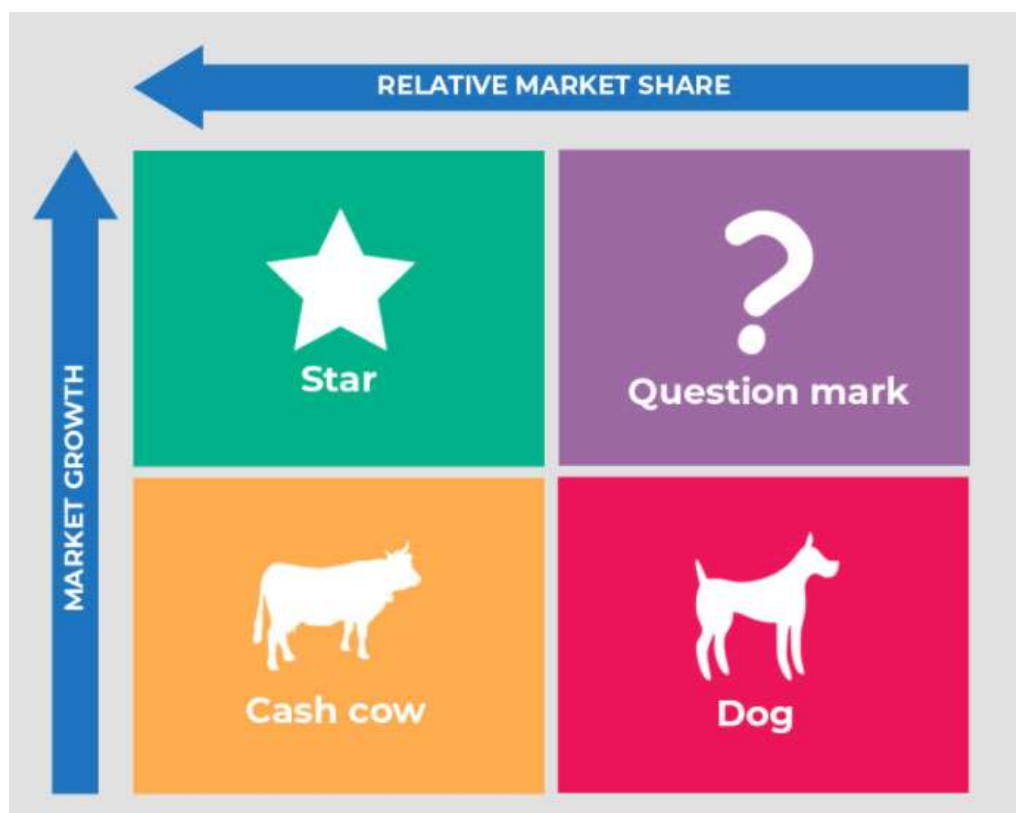 RELATIVE MARKET SHARE
MARKET GROWTH
Star
?
Question mark
Cash cow
Dog